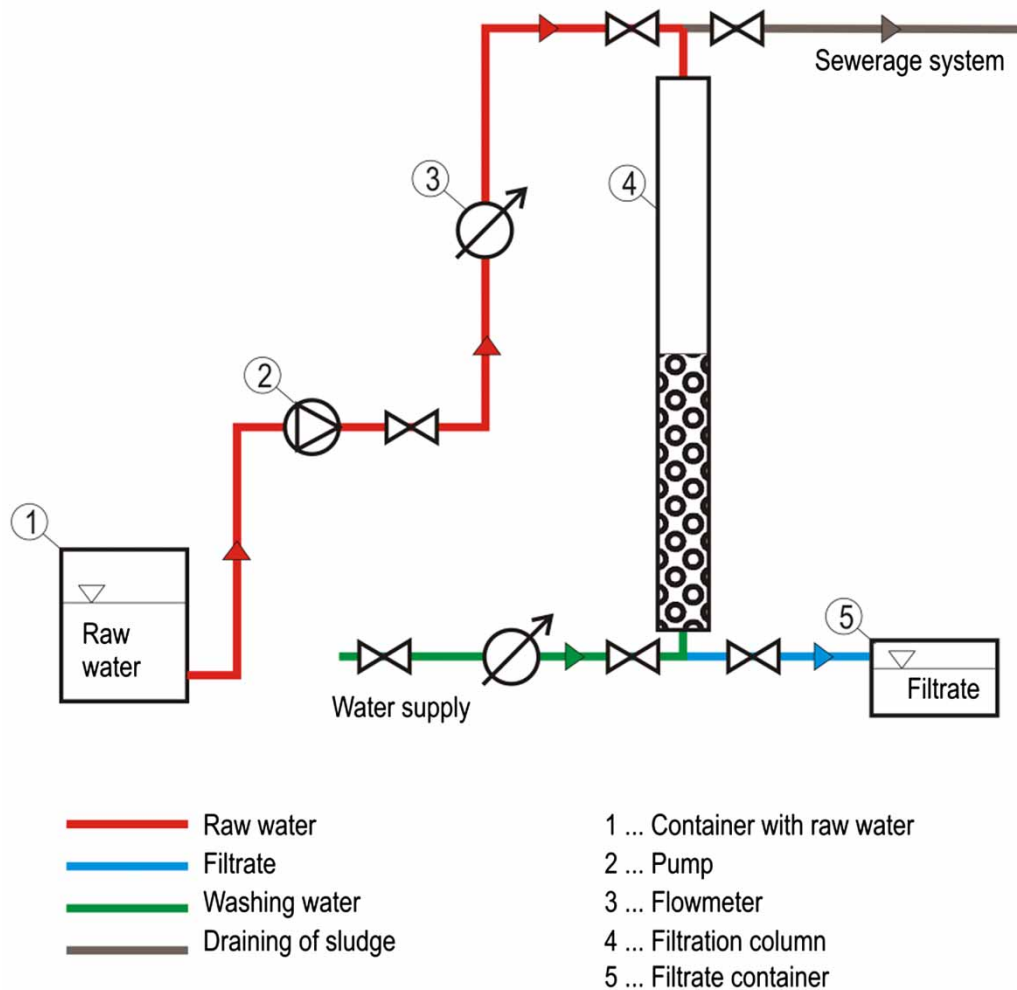 Sewerage system
3
4
2
1
5
Raw
water
Filtrate
Water supply
Raw water
Filtrate
Washing water
Draining of sludge
1 ... Container with raw water
2 ... Pump
3 ... Flowmeter
4 ... Filtration column
5 ... Filtrate container